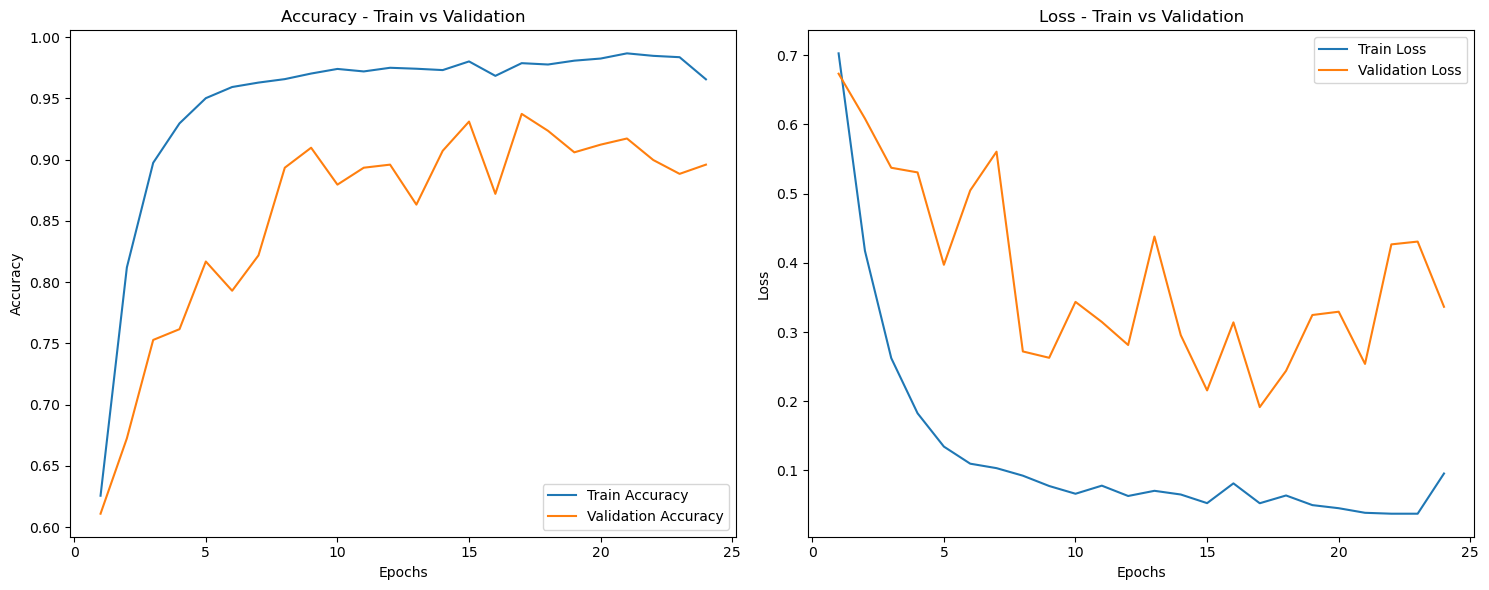 Accuracy - Train vs Validation
1.00
0.95
0.90
0.85
0.80
0.75
0.70
0.65
0.60
Accuracy
Train Accuracy
Validation Accuracy
0 5 10 15 20 25
Epochs
Loss - Train vs Validation
Train Loss
Validation Loss
0.7
0.6
0.5
0.4
0.3
0.2
0.1
Loss
0 5 10 15 20 25
Epochs